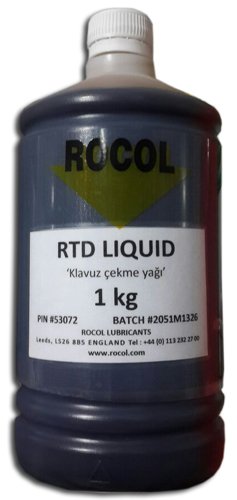 ROCOL
RTD LIQUID
'Klavuz çekme yağı'
1 kg
PIN #53072 BATCH #2051M1326
ROCOL LUBRICANTS
Leeds, LS26 8BS ENGLAND Tel :+44 (0) 113 232 27 00
www.rocol.com